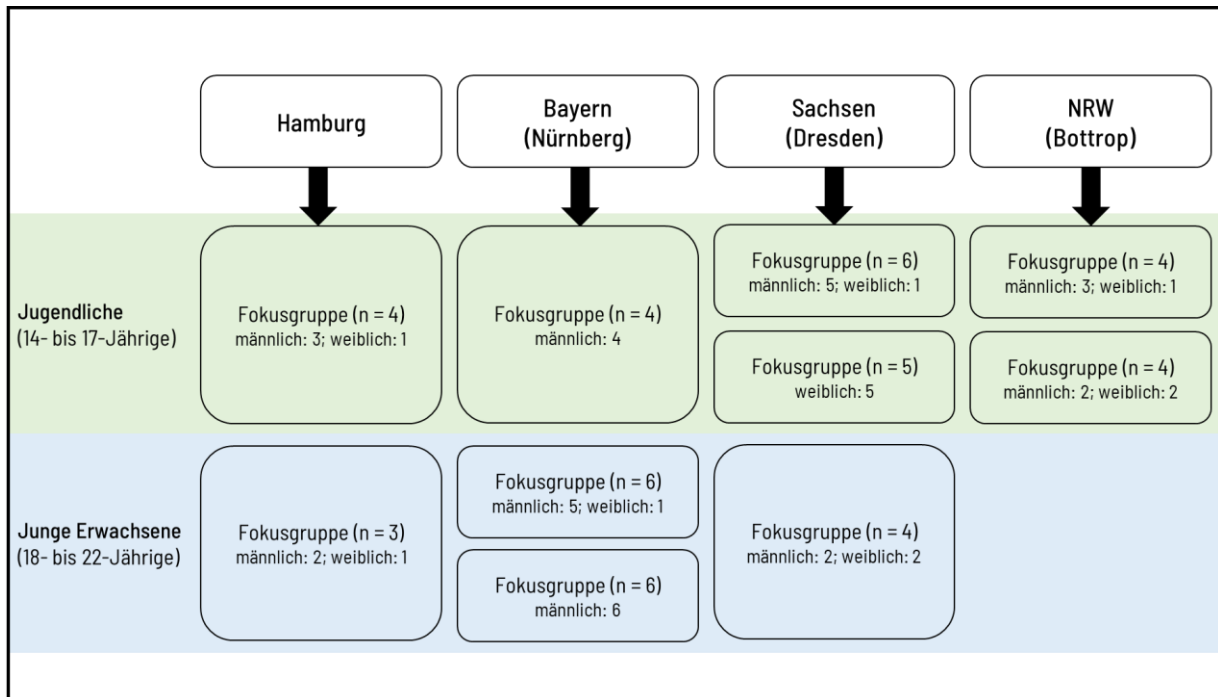 Hamburg
Bayern
(Nürnberg)
Sachsen
(Dresden)
NRW
(Bottrop)
Jugendliche
(14- bis 17-Jährige)
Fokusgruppe (n = 4)
männlich: 3; weiblich: 1
Fokusgruppe (n = 4)
männlich: 4
Fokusgruppe (n = 6)
männlich: 5; weiblich: 1
Fokusgruppe (n = 5)
weiblich: 5
Fokusgruppe (n = 4)
männlich: 3; weiblich: 1
Fokusgruppe (n = 4)
männlich: 2; weiblich: 2
Junge Erwachsene
(18- bis 22-Jährige)
Fokusgruppe (n = 3)
männlich: 2; weiblich: 1
Fokusgruppe (n = 6)
männlich: 5; weiblich: 1
Fokusgruppe (n = 6)
männlich: 6
Fokusgruppe (n = 4)
männlich: 2; weiblich: 2